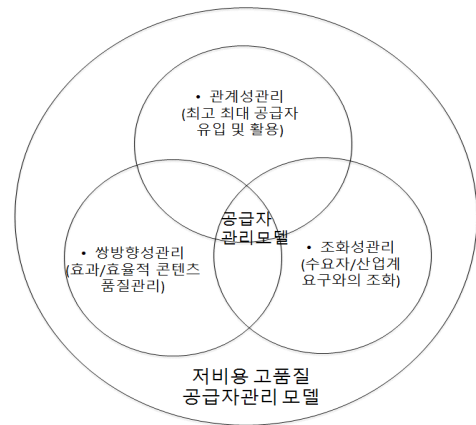 • 관계성관리
(최고 최대 공급자
유입 및 활용)
공급자
관리모델
• 쌍방향성관리
(효과/효율적 콘텐츠
품질관리)
• 조화성관리
(수요자/산업계
요구와의 조화)
저비용 고품질
공급자관리 모델